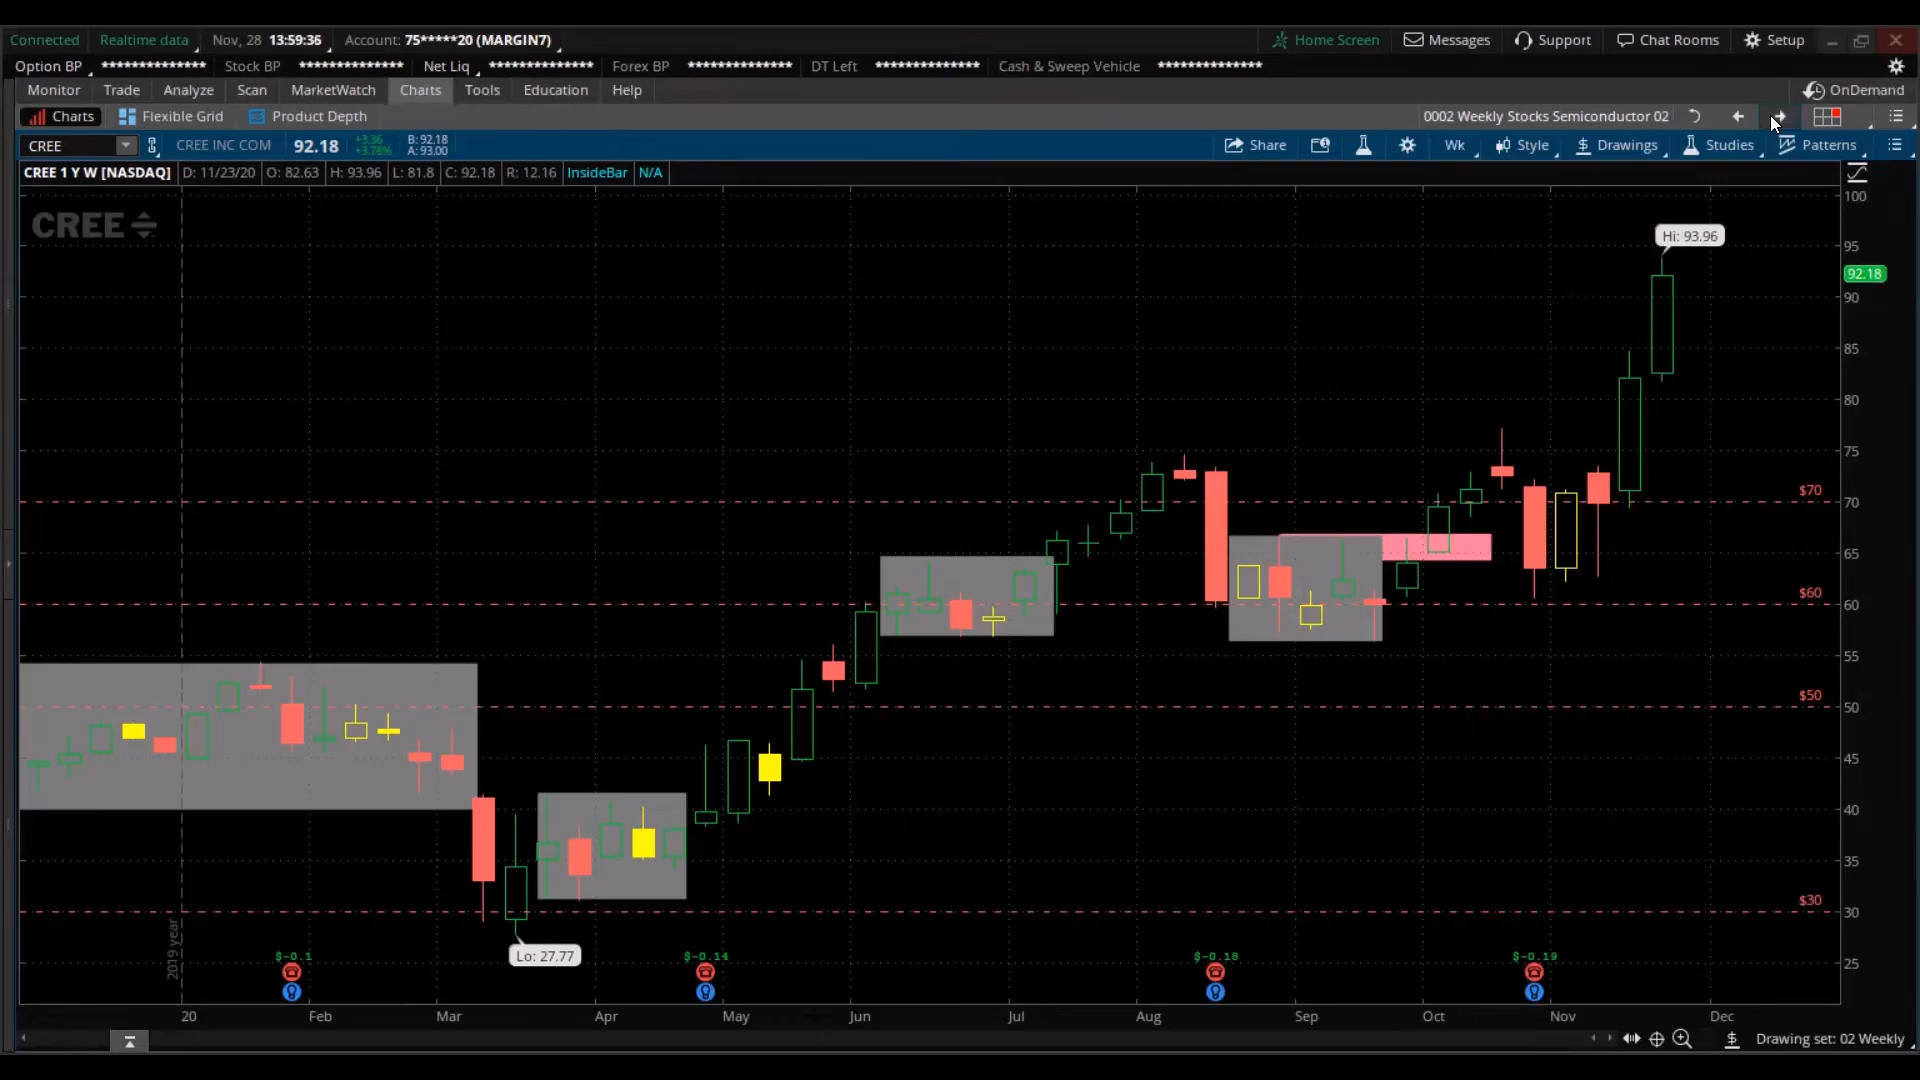 Connected Realtime data Nov, 28 13:59:36 Account: 75*****20 (MARGIN7) Home Screen Messages Support Chat Rooms Setup
Option BP ************** Stock BP ************** Net Liq ************** Forex BP ************** DT Left ************** Cash & Sweep Vehicle **************
Monitor Trade Analyze Scan MarketWatch Charts Tools Education Help OnDemand
Charts Flexible Grid Product Depth 0002 Weekly Stocks Semiconductor 02
CREE CREE INC COM 92.18 +3.36 +3.78% B: 92.18 A: 93.00 Share Wk Style $ Drawings Studies Patterns
CREE 1 Y W [NASDAQ] D: 11/23/20 O: 82.63 H: 93.96 L: 81.8 C: 92.18 R: 12.16 InsideBar N/A
100
CREE
Hi: 93.96
95
92.18
90
85
80
75
$70
70
65
$60
60
55
$50
50
45
40
35
$30
30
2019 year
Lo: 27.77
$-0.1 $-0.14 $-0.18 $-0.19
25
20 Feb Mar Apr May Jun Jul Aug Sep Oct Nov Dec
$ Drawing set: 02 Weekly